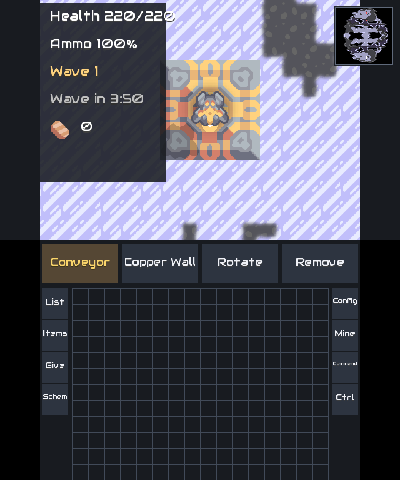 Health 220/220
Ammo 100%
Wave 1
Wave in 3:50
0
Conveyor
Copper Wall
Rotate
Remove
List
Config
Items
Mine
Give
Command
Schem
Ctrl